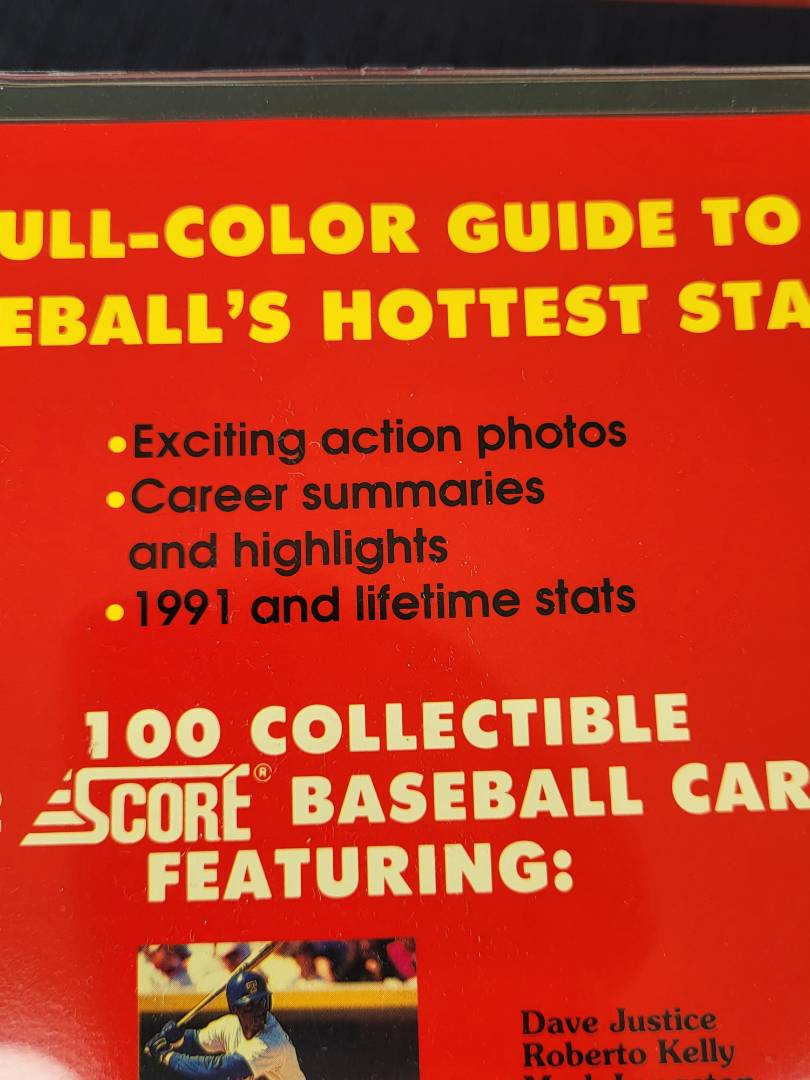 ULL-COLOR GUIDE TO
EBALL'S HOTTEST STA
•Exciting action photos
•Career summaries
and highlights
•1991 and lifetime stats
100 COLLECTIBLE
SCORE® BASEBALL CAR
FEATURING:
T
Dave Justice
Roberto Kelly